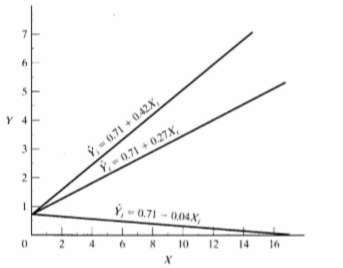 7
6
Y 5
4
3
2
1
Ŷᵢ = 0.71 + 0.42Xᵢ
Ŷᵢ = 0.71 + 0.27Xᵢ
Ŷᵢ = 0.71 − 0.04Xᵢ
0 2 4 6 8 10 12 14 16
X